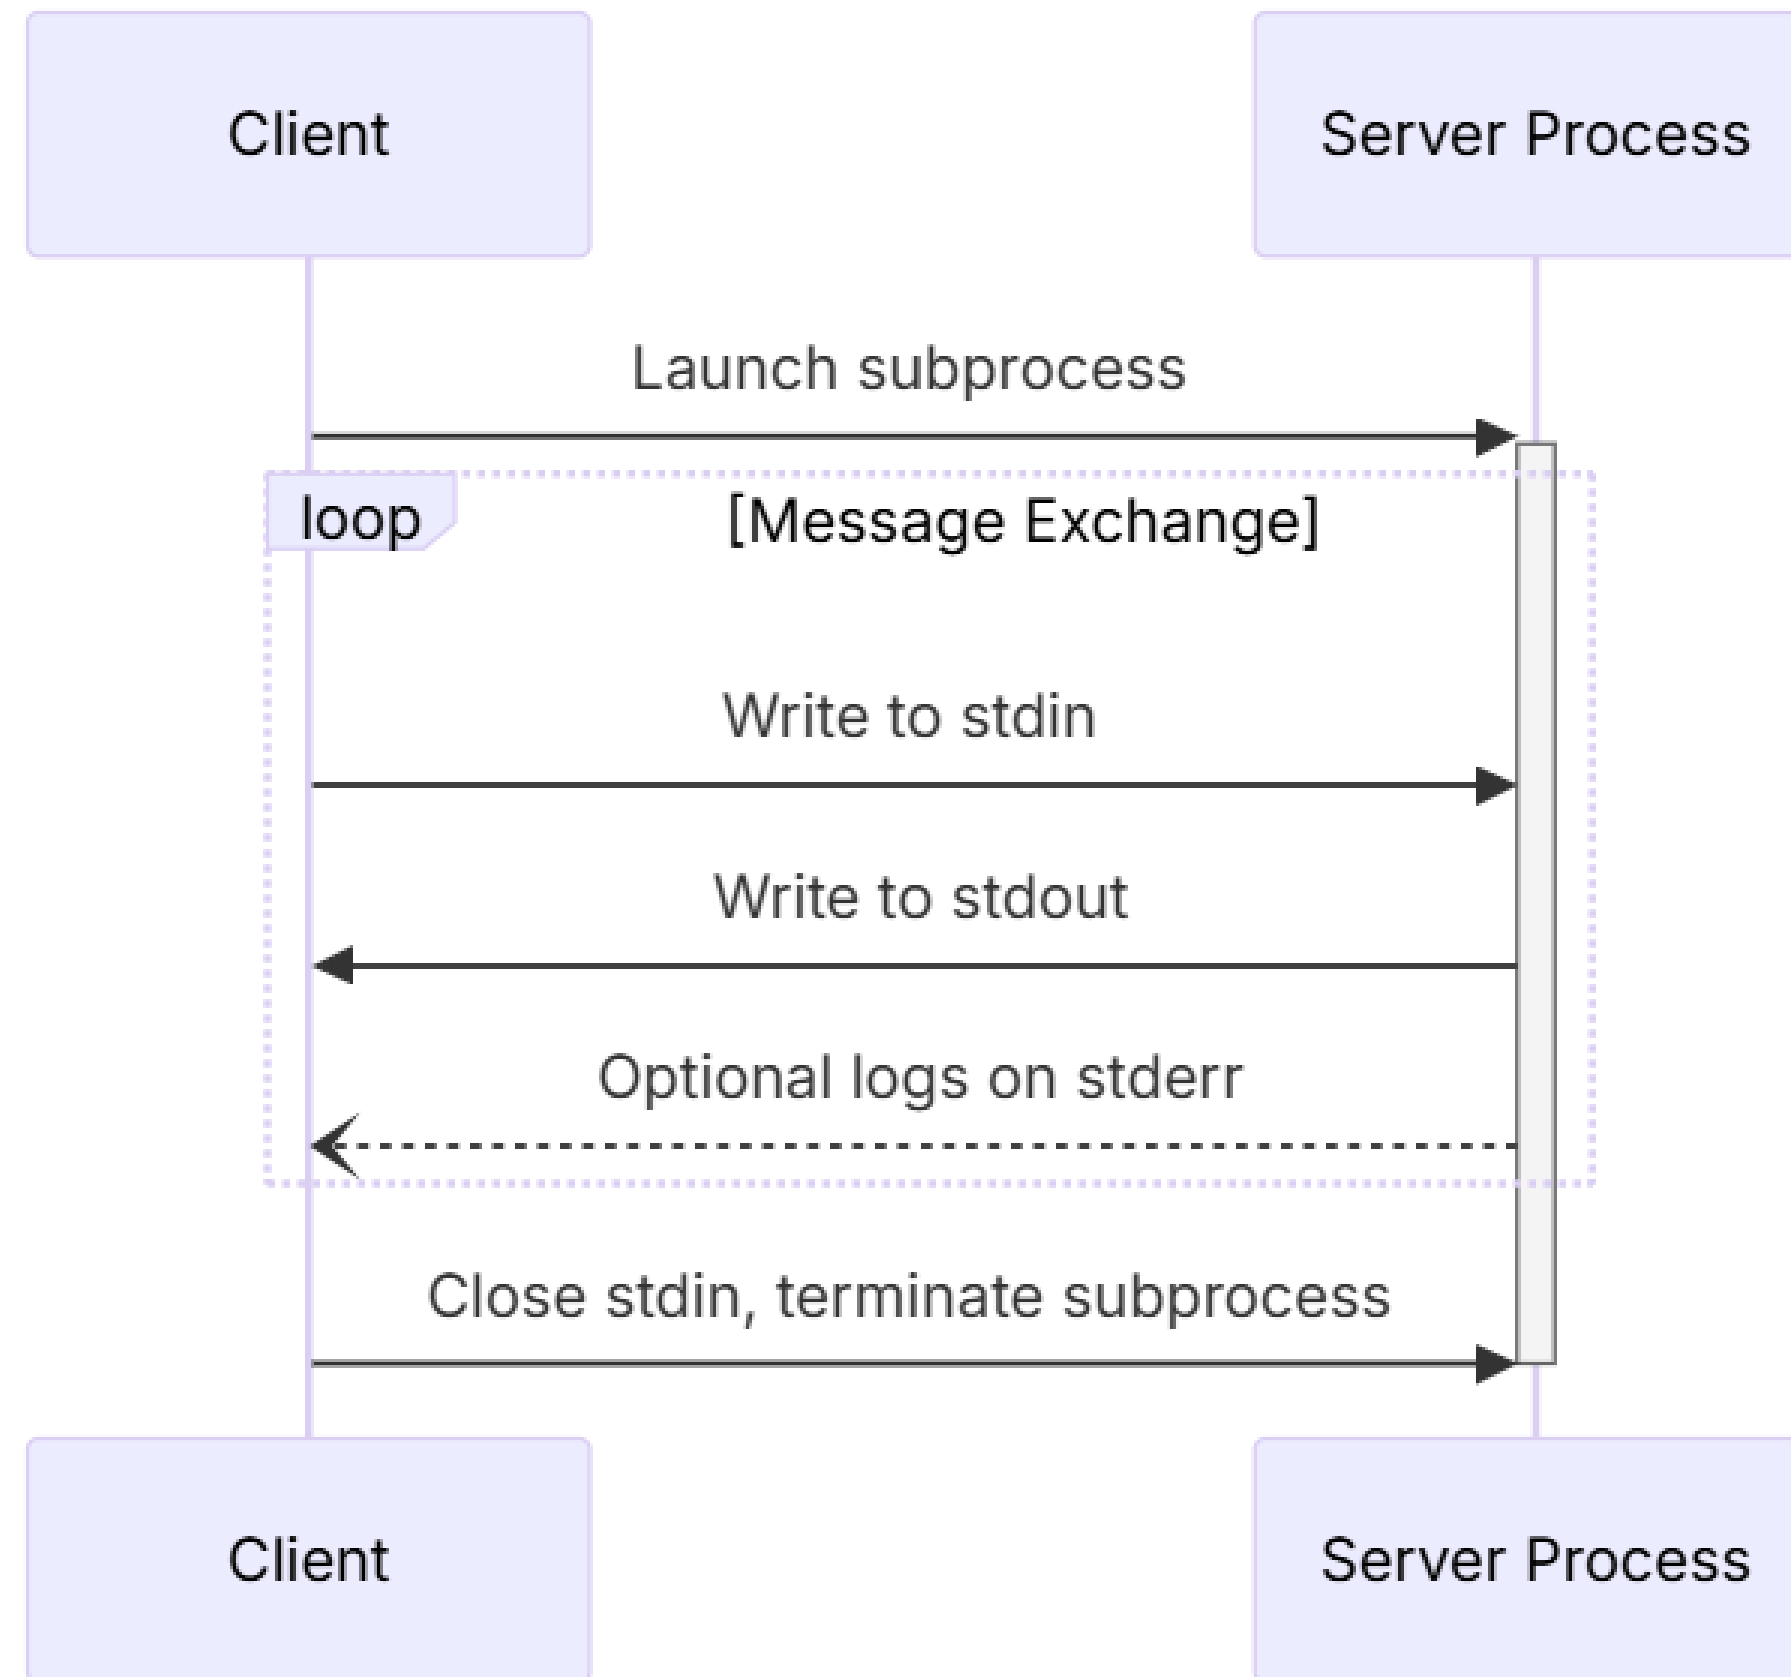 Client
Server Process
Launch subprocess
loop
[Message Exchange]
Write to stdin
Write to stdout
Optional logs on stderr
Close stdin, terminate subprocess
Client
Server Process